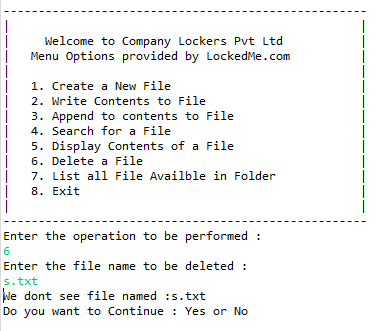 Welcome to Company Lockers Pvt Ltd
Menu Options provided by LockedMe.com
1. Create a New File
2. Write Contents to File
3. Append to contents to File
4. Search for a File
5. Display Contents of a File
6. Delete a File
7. List all File Availble in Folder
8. Exit
Enter the operation to be performed :
6
Enter the file name to be deleted :
s.txt
We dont see file named :s.txt
Do you want to Continue : Yes or No